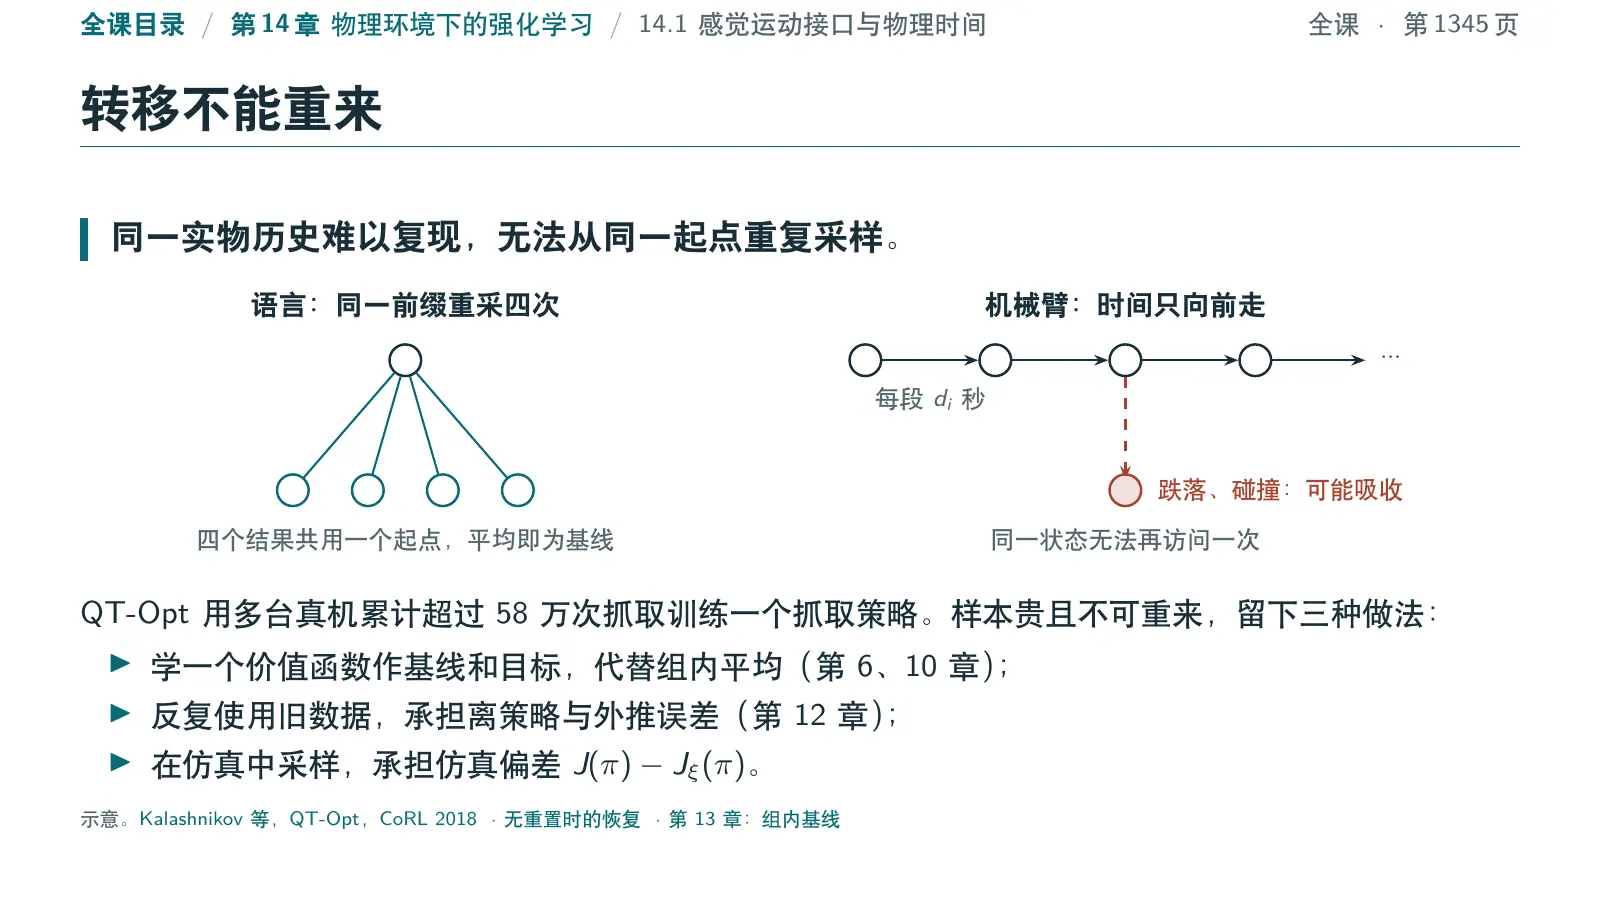 全课目录 / 第 14 章 物理环境下的强化学习 / 14.1 感觉运动接口与物理时间
全课 · 第 1345 页
转移不能重来
同一实物历史难以复现，无法从同一起点重复采样。
语言：同一前缀重采四次
四个结果共用一个起点，平均即为基线
机械臂：时间只向前走
…
每段 dᵢ 秒
跌落、碰撞：可能吸收
同一状态无法再访问一次
QT-Opt 用多台真机累计超过 58 万次抓取训练一个抓取策略。样本贵且不可重来，留下三种做法：
▶ 学一个价值函数作基线和目标，代替组内平均（第 6、10 章）；
▶ 反复使用旧数据，承担离策略与外推误差（第 12 章）；
▶ 在仿真中采样，承担仿真偏差 J(π) − J_ξ(π)。
示意。Kalashnikov 等，QT-Opt，CoRL 2018 · 无重置时的恢复 · 第 13 章：组内基线